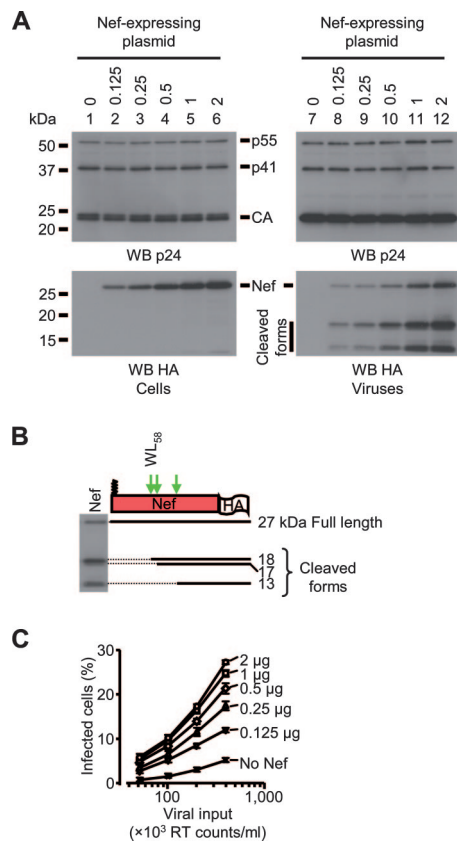 A
Nef-expressing plasmid
Nef-expressing plasmid
0 0.125 0.25 0.5 1 2
0 0.125 0.25 0.5 1 2
kDa 1 2 3 4 5 6
7 8 9 10 11 12
50
37
25
20
p55
p41
CA
WB p24
WB p24
25
20
15
Nef
Cleaved forms
WB HA
Cells
WB HA
Viruses
B
WL58
Nef
Nef
HA
27 kDa Full length
18
17
13
Cleaved forms
C
Infected cells (%)
30
20
10
0
2 µg
1 µg
0.5 µg
0.25 µg
0.125 µg
No Nef
100
1,000
Viral input
(×10³ RT counts/ml)